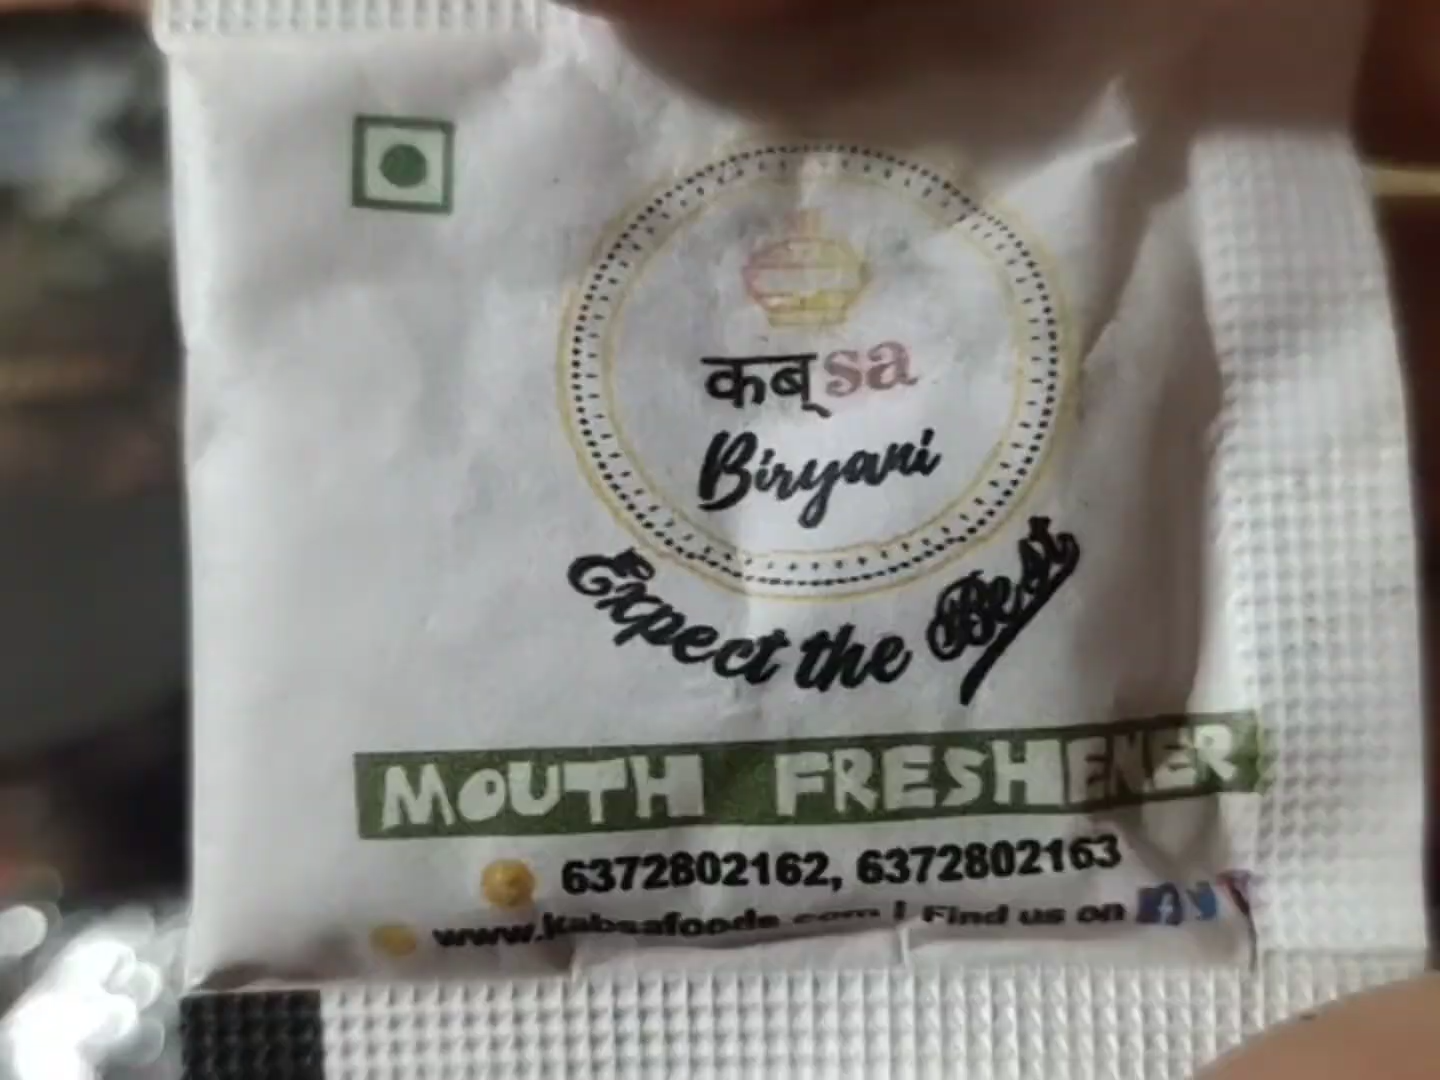 कब्sa
Biryani
Expect the Best
MOUTH FRESHENER
6372802162, 6372802163
www.kabsafoods.com | Find us on